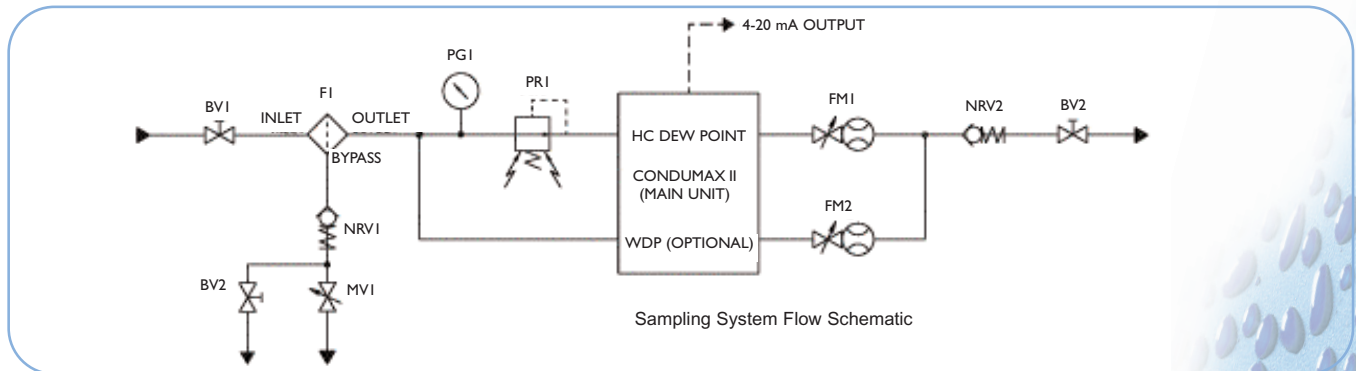 4-20 mA OUTPUT
PG1
PR1
F1
BV1
INLET
OUTLET
BYPASS
HC DEW POINT
FM1
NRV2
BV2
CONDUMAX II
(MAIN UNIT)
FM2
NRV1
WDP (OPTIONAL)
BV2
MV1
Sampling System Flow Schematic